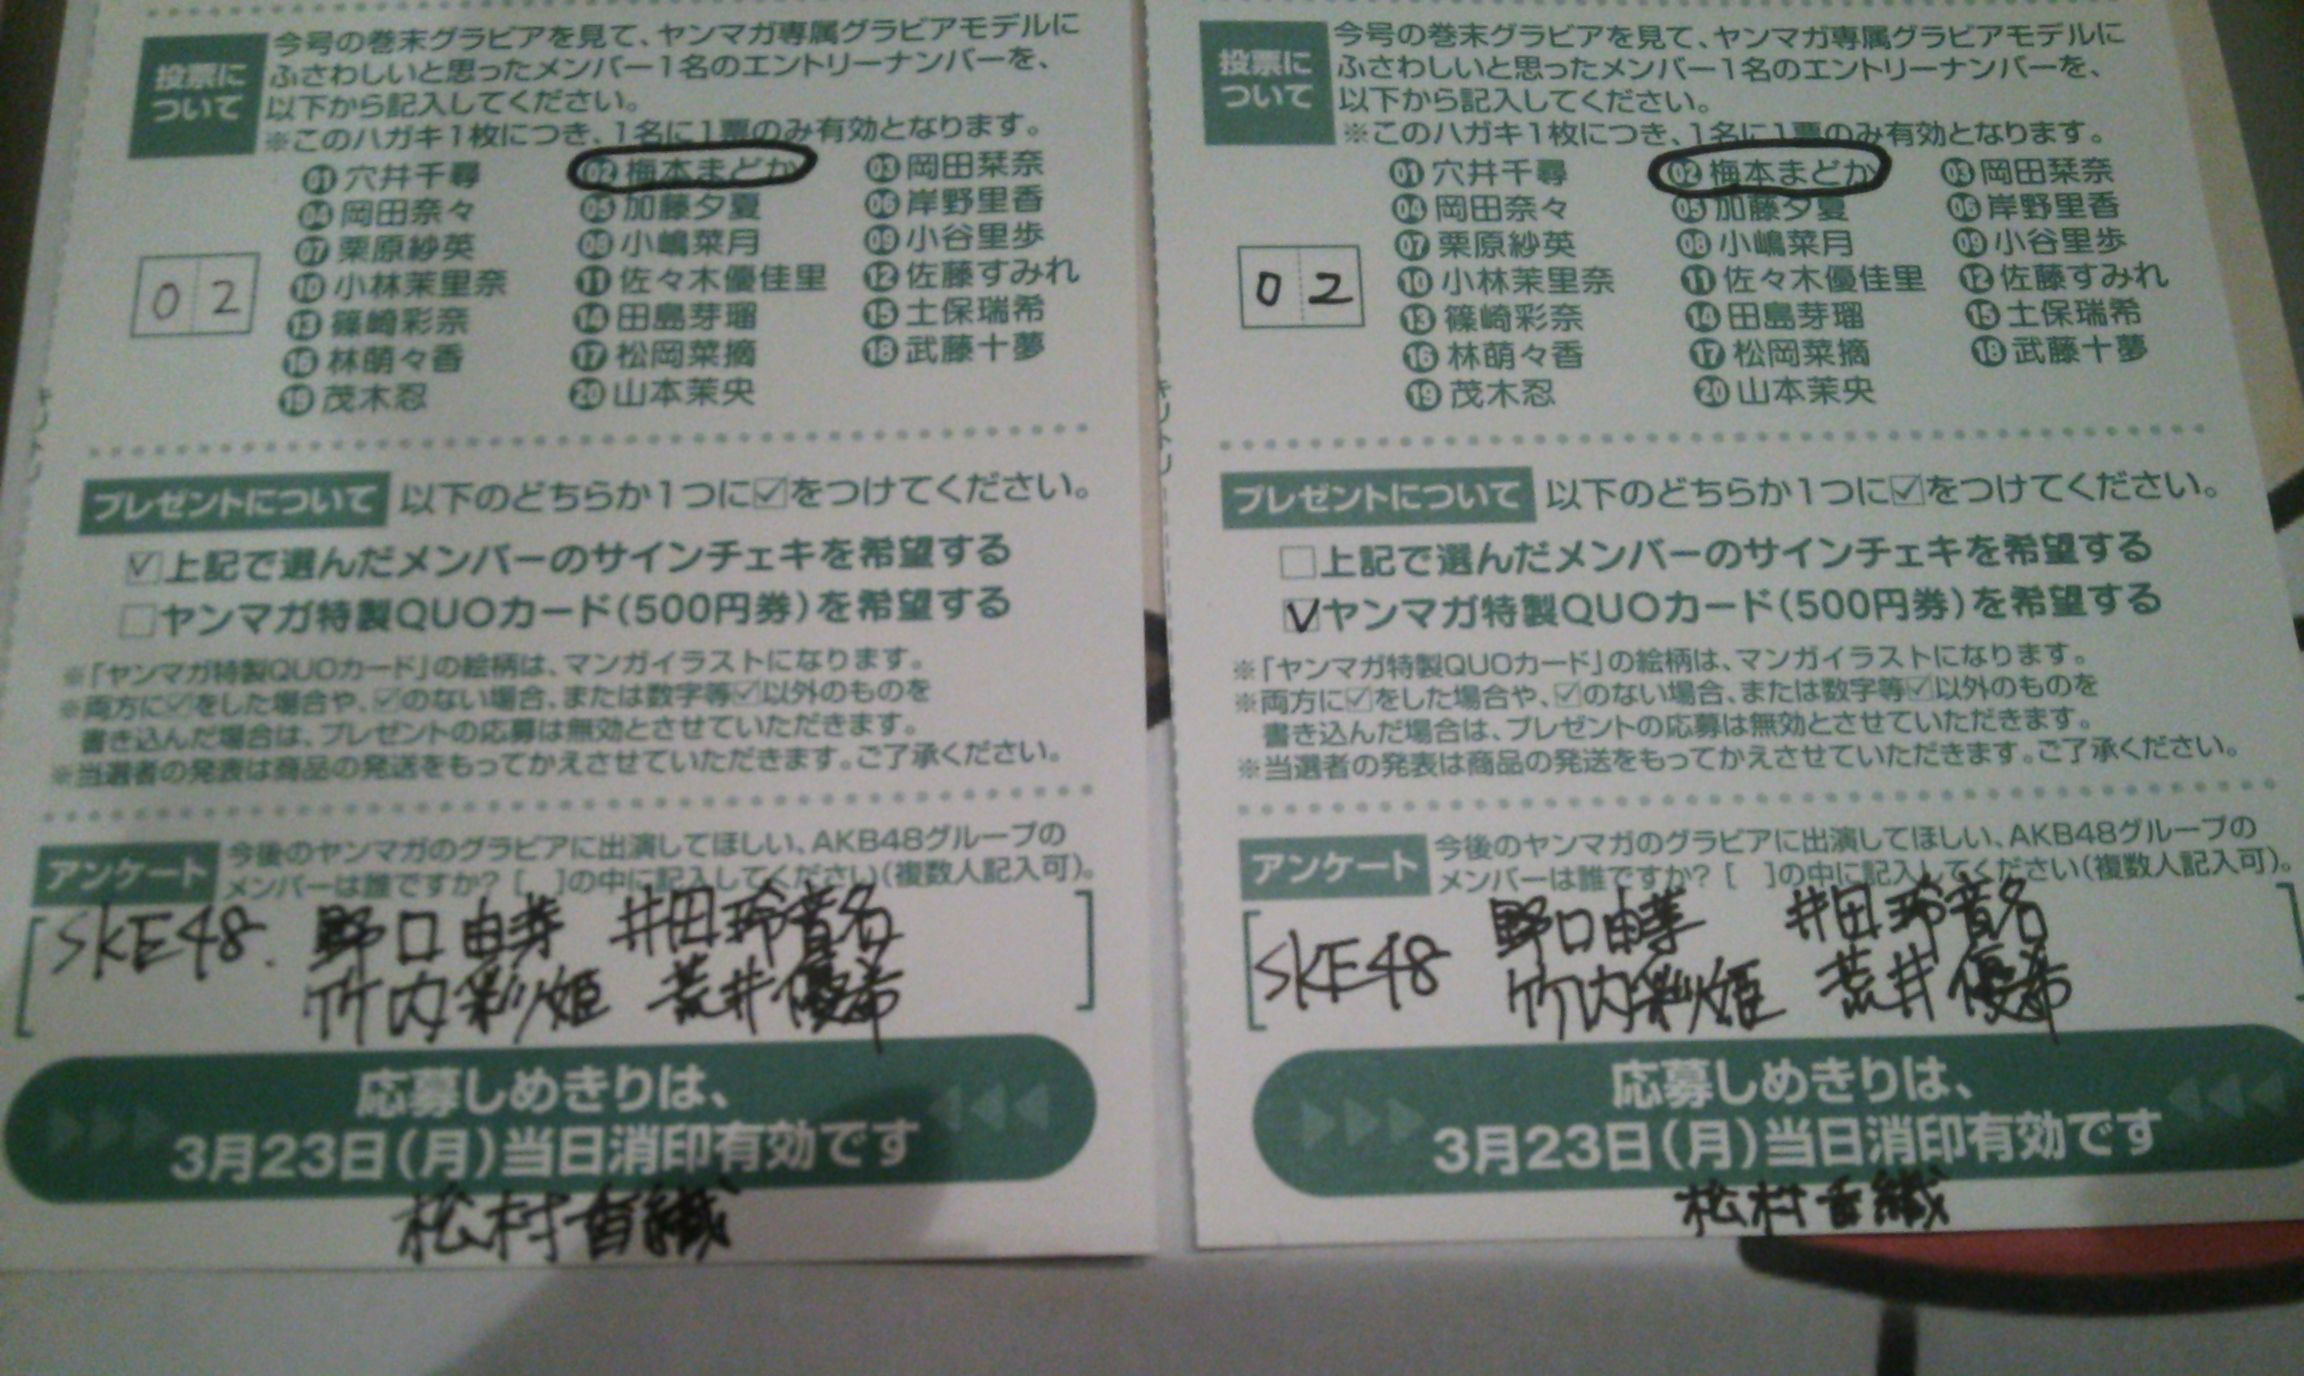 投票に
ついて
今号の巻末グラビアを見て、ヤンマガ専属グラビアモデルに
ふさわしいと思ったメンバー1名のエントリーナンバーを、
以下から記入してください。
※このハガキ1枚につき、1名に1票のみ有効となります。
01 穴井千尋 02 梅本まどか 03 岡田栞奈
04 岡田奈々 05 加藤夕夏 06 岸野里香
07 栗原紗英 08 小嶋菜月 09 小谷里歩
10 小林茉里奈 11 佐々木優佳里 12 佐藤すみれ
13 篠崎彩奈 14 田島芽瑠 15 土保瑞希
16 林萌々香 17 松岡菜摘 18 武藤十夢
19 茂木忍 20 山本茉央
0 2
プレゼントについて 以下のどちらか1つに☑をつけてください。
☑上記で選んだメンバーのサインチェキを希望する
□ヤンマガ特製QUOカード(500円券)を希望する
※「ヤンマガ特製QUOカード」の絵柄は、マンガイラストになります。
※両方に☑をした場合や、☑のない場合、または数字等☑以外のものを
書き込んだ場合は、プレゼントの応募は無効とさせていただきます。
※当選者の発表は商品の発送をもってかえさせていただきます。ご了承ください。
アンケート 今後のヤンマガのグラビアに出演してほしい、AKB48グループの
メンバーは誰ですか? [ ]の中に記入してください(複数人記入可)。
SKE48. 野口由芽 井田玲音名
竹内彩姫 荒井優希
応募しめきりは、
3月23日(月)当日消印有効です
松村香織
キリトリ
投票に
ついて
今号の巻末グラビアを見て、ヤンマガ専属グラビアモデルに
ふさわしいと思ったメンバー1名のエントリーナンバーを、
以下から記入してください。
※このハガキ1枚につき、1名に1票のみ有効となります。
01 穴井千尋 02 梅本まどか 03 岡田栞奈
04 岡田奈々 05 加藤夕夏 06 岸野里香
07 栗原紗英 08 小嶋菜月 09 小谷里歩
10 小林茉里奈 11 佐々木優佳里 12 佐藤すみれ
13 篠崎彩奈 14 田島芽瑠 15 土保瑞希
16 林萌々香 17 松岡菜摘 18 武藤十夢
19 茂木忍 20 山本茉央
0 2
プレゼントについて 以下のどちらか1つに☑をつけてください。
□上記で選んだメンバーのサインチェキを希望する
☑ヤンマガ特製QUOカード(500円券)を希望する
※「ヤンマガ特製QUOカード」の絵柄は、マンガイラストになります。
※両方に☑をした場合や、☑のない場合、または数字等☑以外のものを
書き込んだ場合は、プレゼントの応募は無効とさせていただきます。
※当選者の発表は商品の発送をもってかえさせていただきます。ご了承ください。
アンケート 今後のヤンマガのグラビアに出演してほしい、AKB48グループの
メンバーは誰ですか? [ ]の中に記入してください(複数人記入可)。
SKE48 野口由芽 井田玲音名
竹内彩姫 荒井優希
応募しめきりは、
3月23日(月)当日消印有効です
松村香織
キリトリ